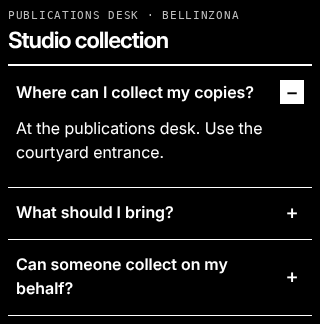 PUBLICATIONS DESK · BELLINZONA
Studio collection
Where can I collect my copies? −
At the publications desk. Use the
courtyard entrance.
What should I bring? +
Can someone collect on my
behalf? +